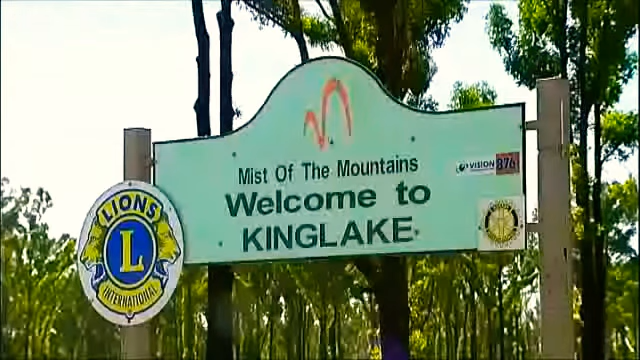 Mist Of The Mountains
Welcome to
KINGLAKE
VISION 876
LIONS
L
INTERNATIONAL